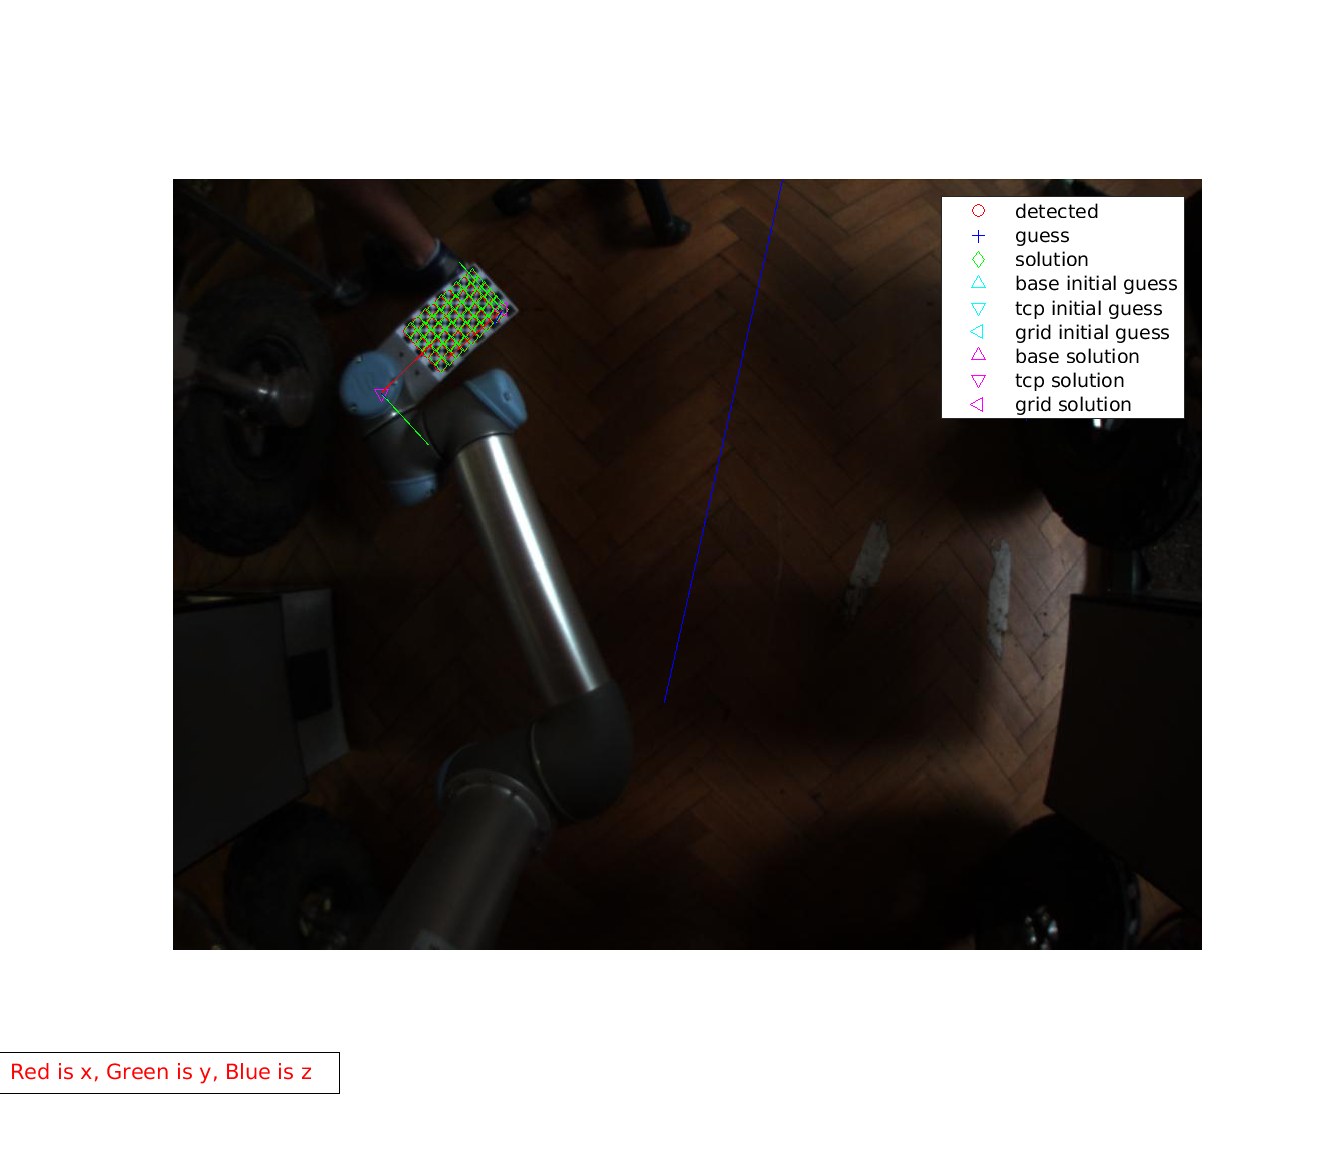 detected
guess
solution
base initial guess
tcp initial guess
grid initial guess
base solution
tcp solution
grid solution
Red is x, Green is y, Blue is z